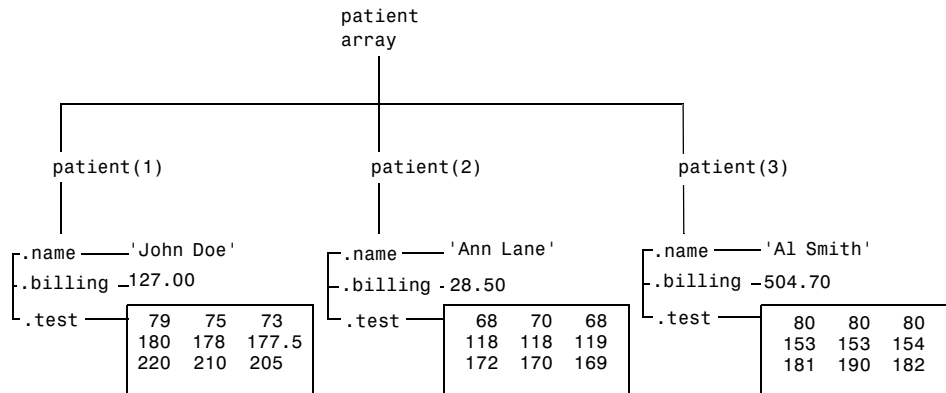 patient
array
patient(1)
patient(2)
patient(3)
.name 'John Doe'
.billing 127.00
.test
79 75 73
180 178 177.5
220 210 205
.name 'Ann Lane'
.billing 28.50
.test
68 70 68
118 118 119
172 170 169
.name 'Al Smith'
.billing 504.70
.test
80 80 80
153 153 154
181 190 182